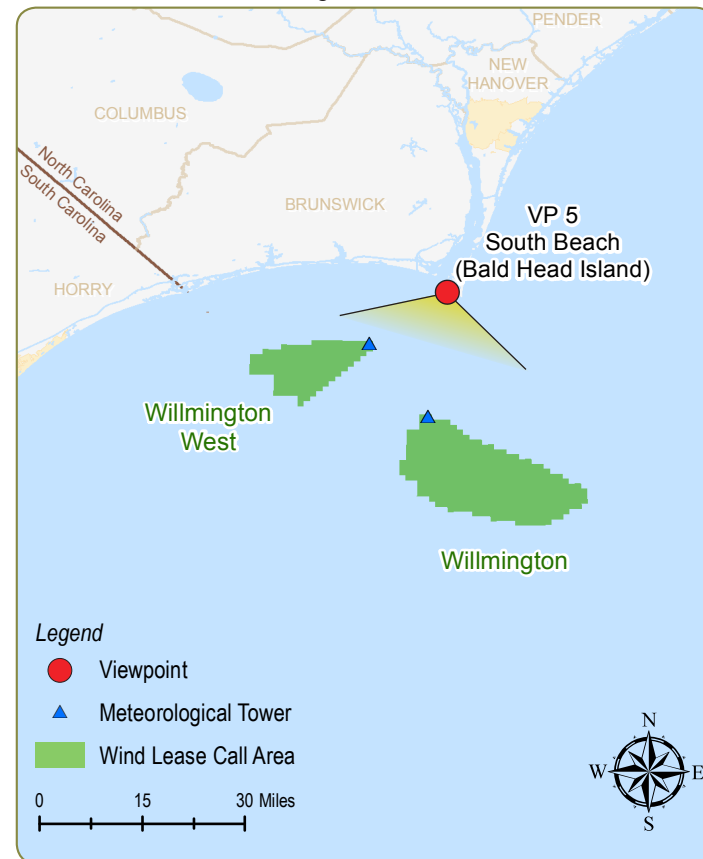 PENDER
NEW
HANOVER
COLUMBUS
North Carolina
South Carolina
BRUNSWICK
VP 5
South Beach
(Bald Head Island)
HORRY
Willmington
West
Willmington
Legend
Viewpoint
Meteorological Tower
Wind Lease Call Area
0 15 30 Miles
N
W E
S